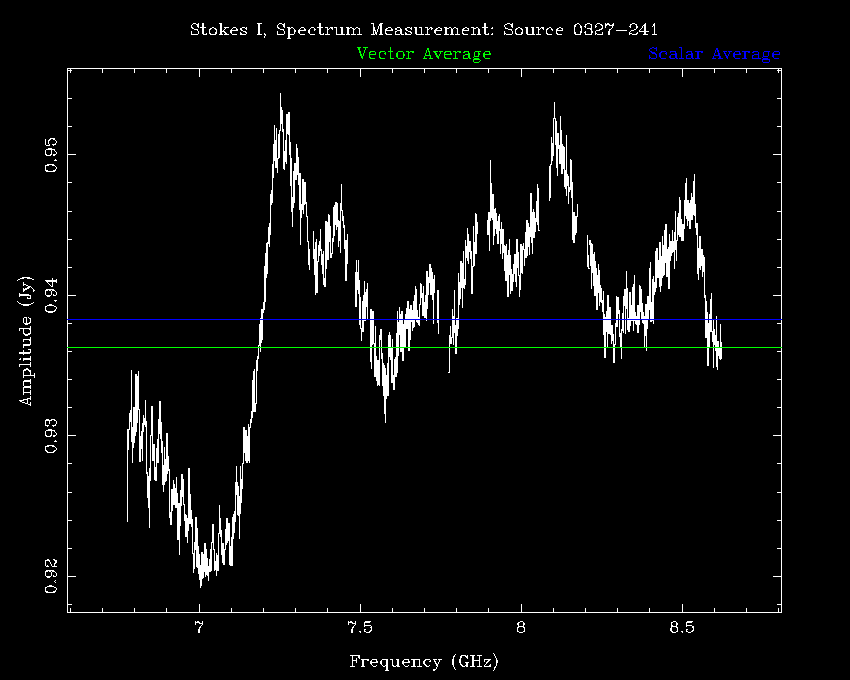 Stokes I, Spectrum Measurement: Source 0327-241
Vector Average Scalar Average
0.95
0.94
0.93
0.92
Amplitude (Jy)
7 7.5 8 8.5
Frequency (GHz)